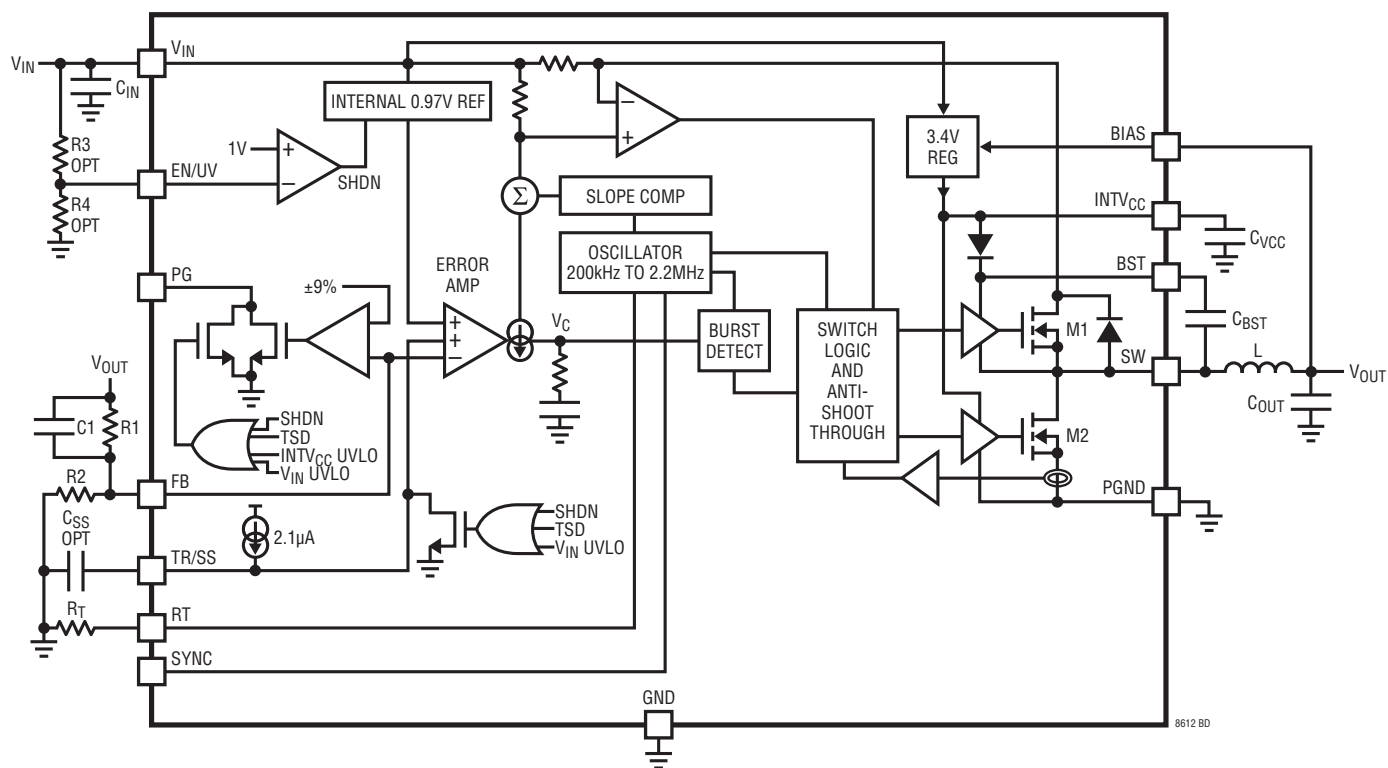 VIN
VIN
CIN
R3
OPT
EN/UV
R4
OPT
1V
+
−
SHDN
INTERNAL 0.97V REF
−
+
Σ
SLOPE COMP
OSCILLATOR
200kHz TO 2.2MHz
3.4V
REG
BIAS
INTVCC
CVCC
BST
CBST
PG
±9%
ERROR
AMP
+
+
−
VC
BURST
DETECT
SWITCH
LOGIC
AND
ANTI-
SHOOT
THROUGH
M1
SW
L
VOUT
COUT
M2
PGND
VOUT
C1
R1
SHDN
TSD
INTVCC UVLO
VIN UVLO
R2
FB
CSS
OPT
2.1µA
TR/SS
SHDN
TSD
VIN UVLO
RT
RT
SYNC
GND
8612 BD